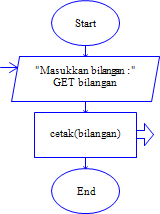 Start
"Masukkan bilangan :"
GET bilangan
cetak(bilangan)
End